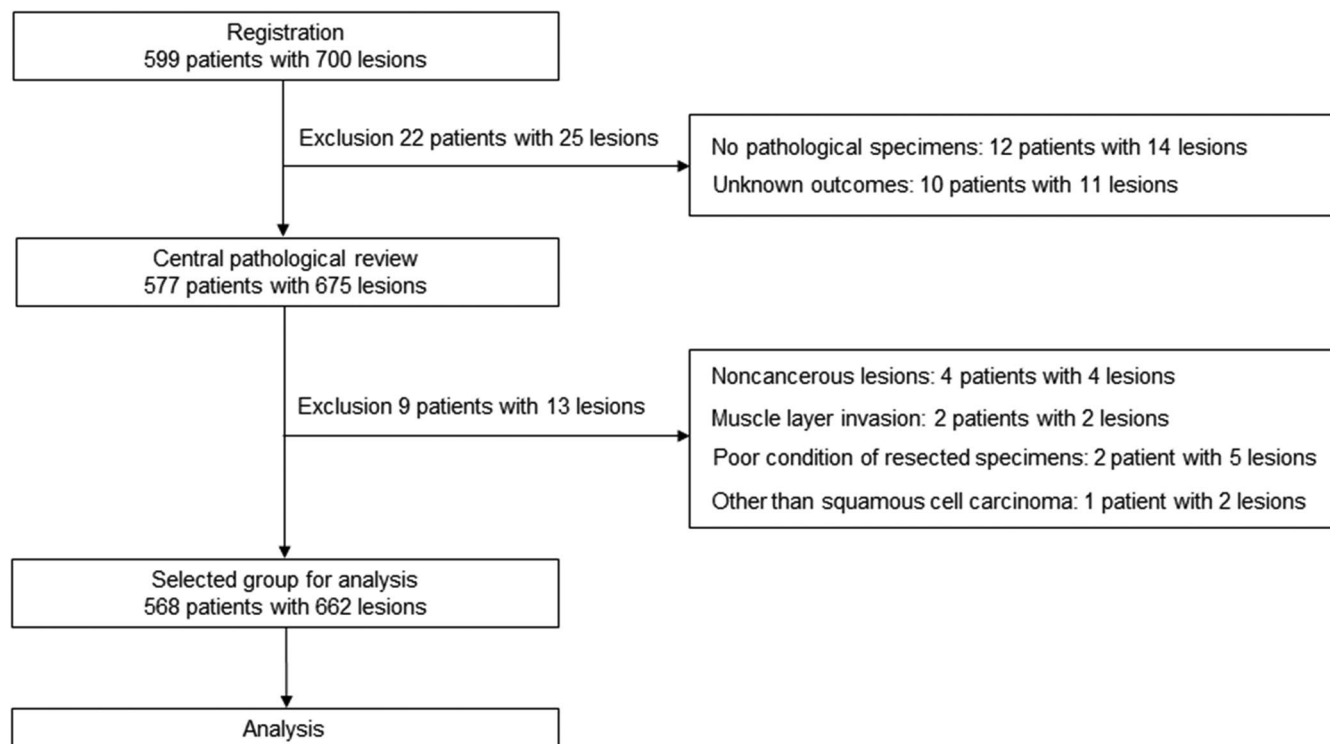 Registration
599 patients with 700 lesions
Exclusion 22 patients with 25 lesions
No pathological specimens: 12 patients with 14 lesions
Unknown outcomes: 10 patients with 11 lesions
Central pathological review
577 patients with 675 lesions
Exclusion 9 patients with 13 lesions
Noncancerous lesions: 4 patients with 4 lesions
Muscle layer invasion: 2 patients with 2 lesions
Poor condition of resected specimens: 2 patient with 5 lesions
Other than squamous cell carcinoma: 1 patient with 2 lesions
Selected group for analysis
568 patients with 662 lesions
Analysis